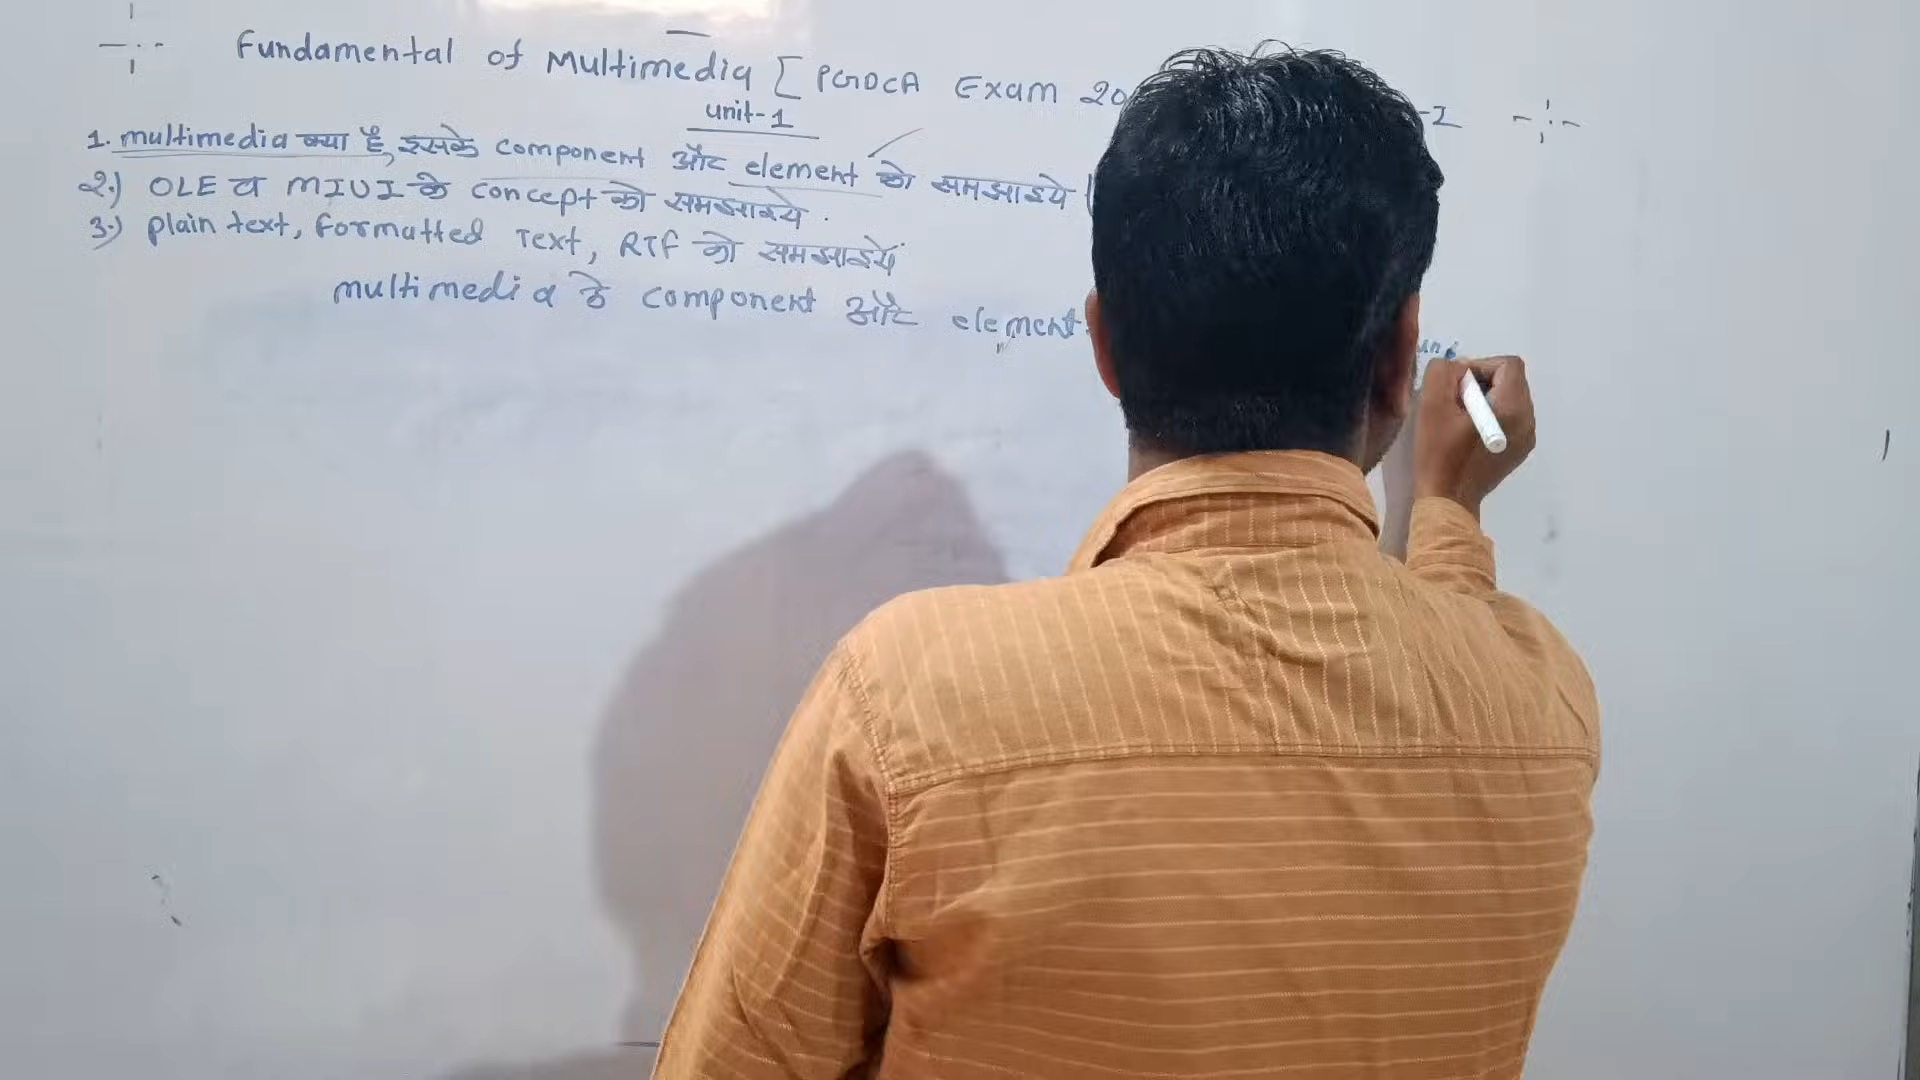 Fundamental of Multimedia [ PGDCA Exam 20 -I
unit-1
1. multimedia क्या है, इसके component और element को समझाइये (
2.) OLE व MIUI के concept को समझाइये .
3.) plain text, Formatted Text, RTF को समझाइये
multimedia के component और element